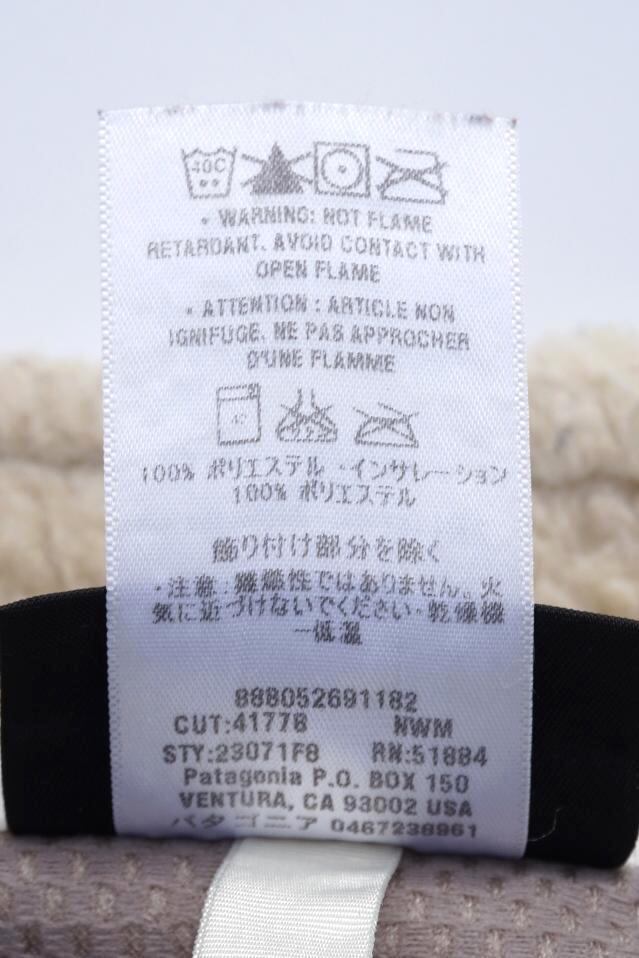 40C
• WARNING: NOT FLAME
RETARDANT. AVOID CONTACT WITH
OPEN FLAME
• ATTENTION : ARTICLE NON
IGNIFUGE. NE PAS APPROCHER
D'UNE FLAMME
100% ポリエステル ・インサレーション
100% ポリエステル
飾り付け部分を除く
・注意：難燃性ではありません。火
気に近づけないでください・乾燥機
ー低温
888052691182
CUT:41778 NWM
STY:23071F8 RN:51884
Patagonia P.O. BOX 150
VENTURA, CA 93002 USA
パタゴニア 0467238961